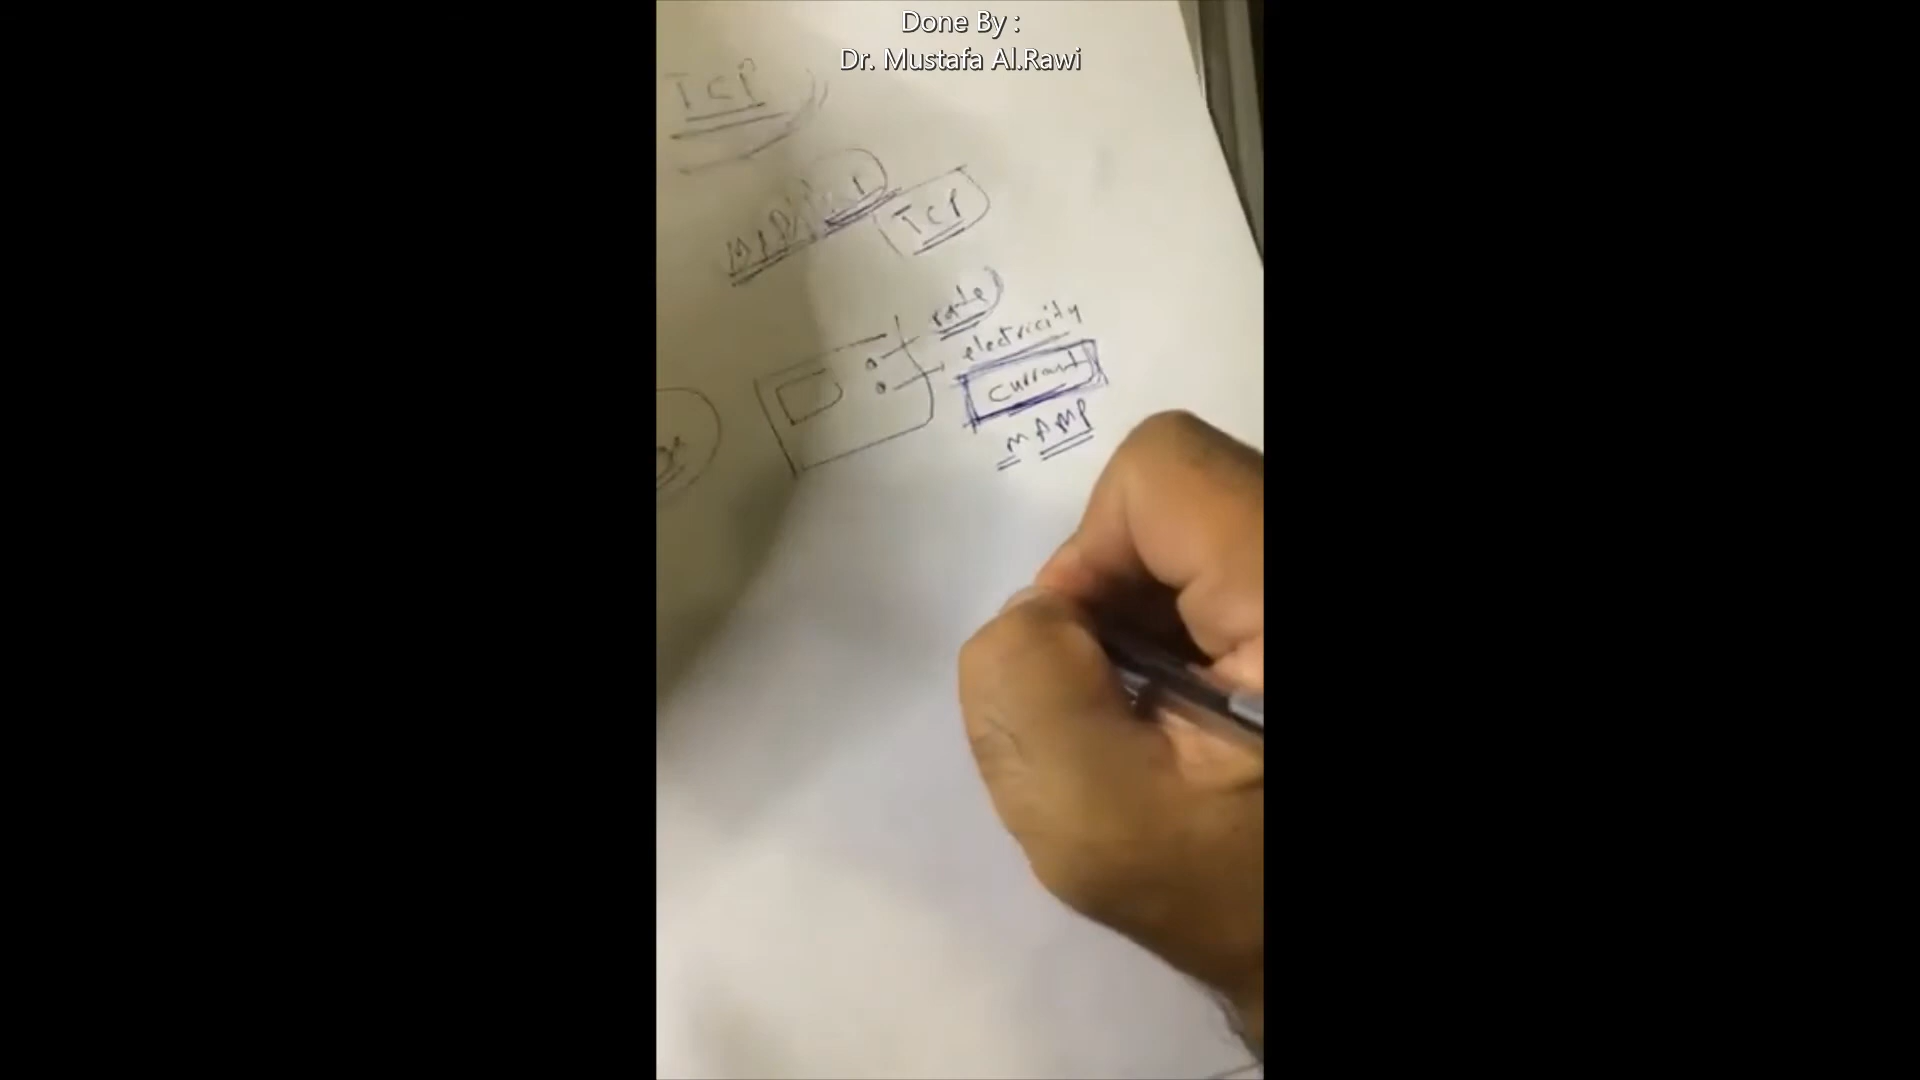 Done By :
Dr. Mustafa Al.Rawi
TCP
TCP
rate
electricity
current
mAMP